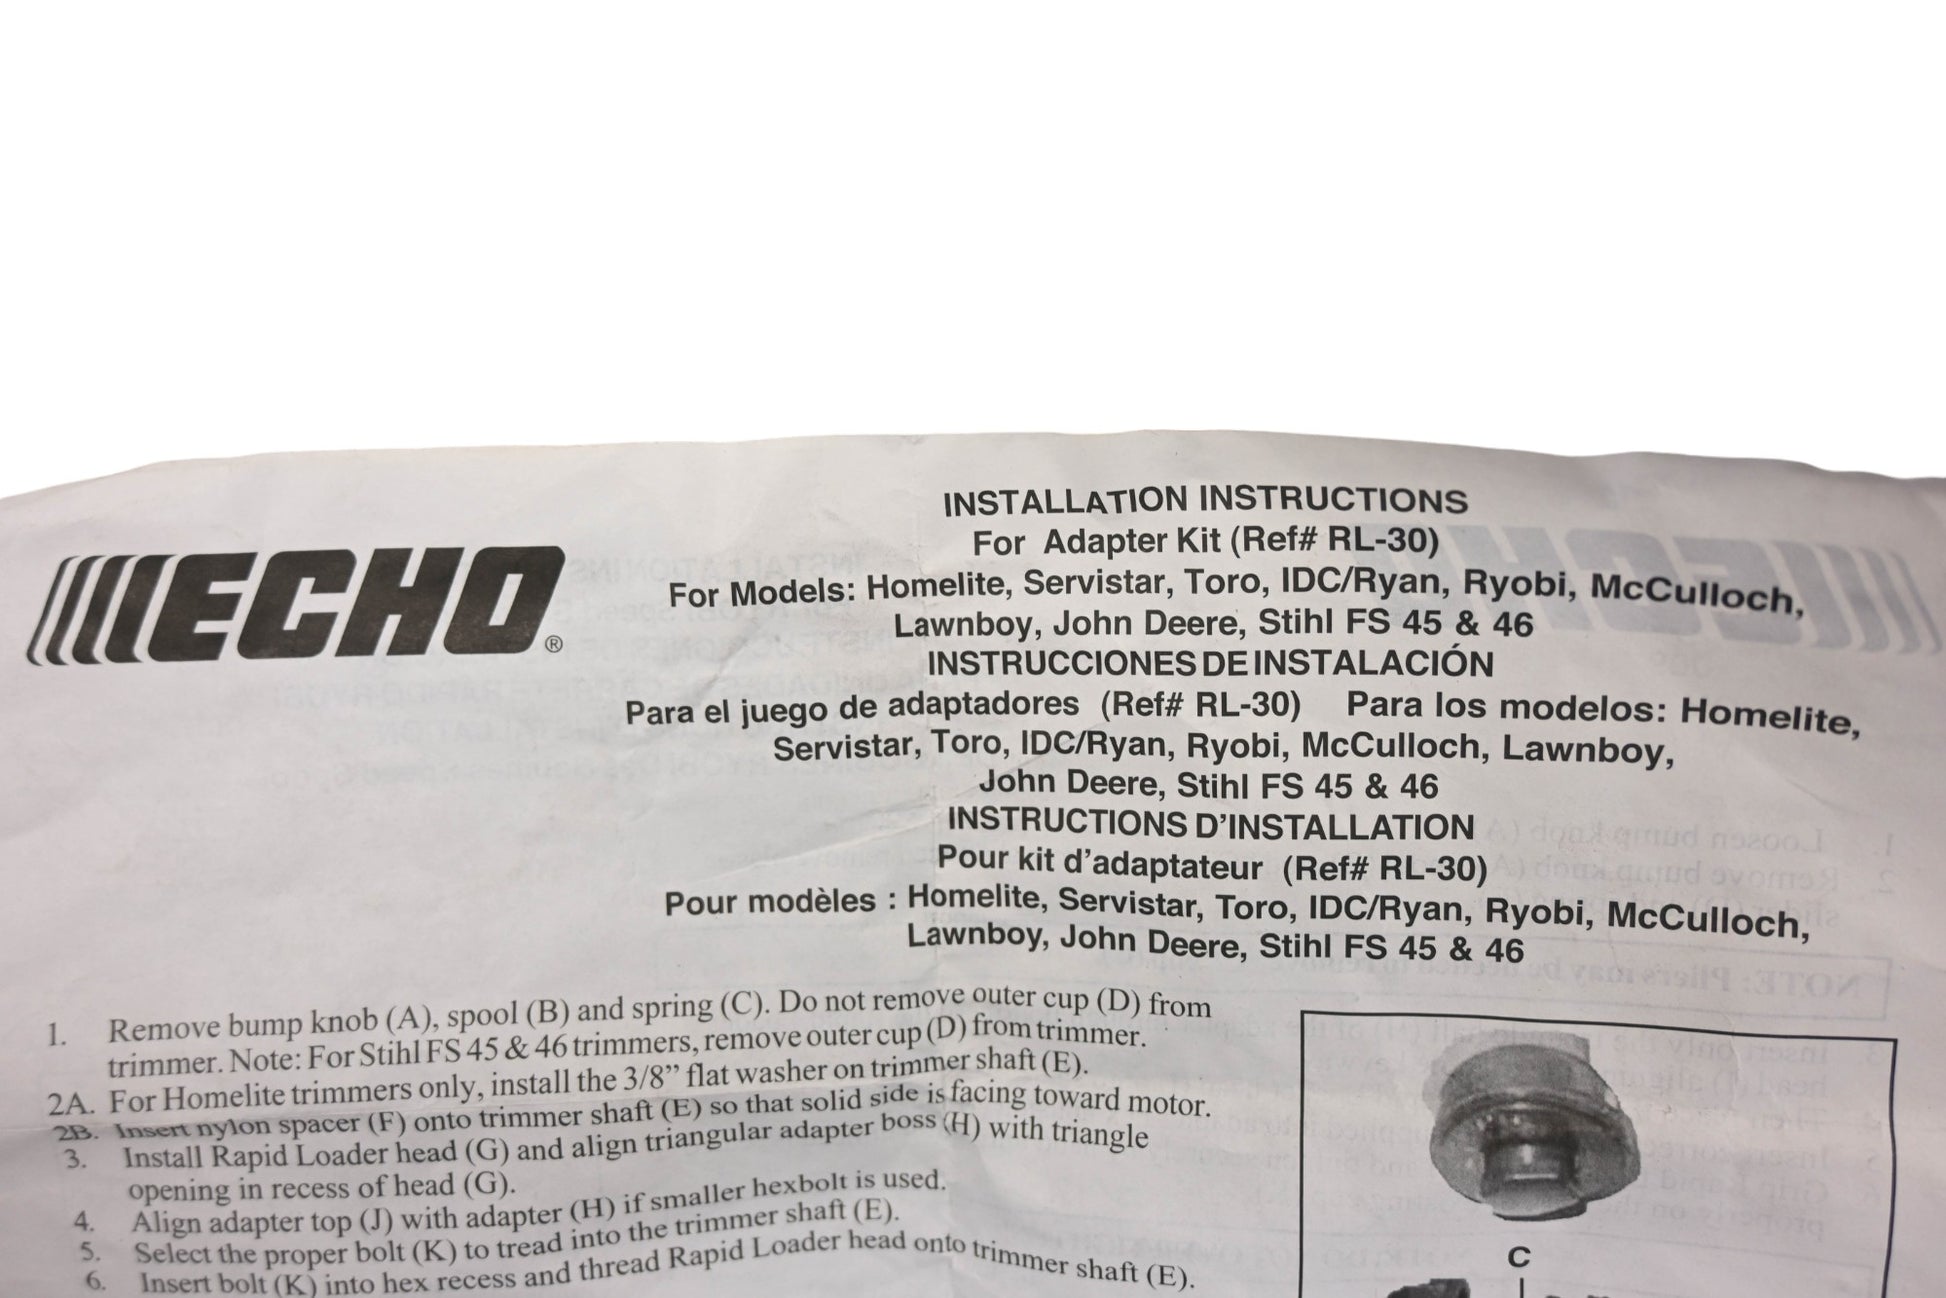 ECHO®
INSTALLATION INSTRUCTIONS
For Adapter Kit (Ref# RL-30)
For Models: Homelite, Servistar, Toro, IDC/Ryan, Ryobi, McCulloch,
Lawnboy, John Deere, Stihl FS 45 & 46
INSTRUCCIONES DE INSTALACIÓN
Para el juego de adaptadores (Ref# RL-30) Para los modelos: Homelite,
Servistar, Toro, IDC/Ryan, Ryobi, McCulloch, Lawnboy,
John Deere, Stihl FS 45 & 46
INSTRUCTIONS D'INSTALLATION
Pour kit d'adaptateur (Ref# RL-30)
Pour modèles : Homelite, Servistar, Toro, IDC/Ryan, Ryobi, McCulloch,
Lawnboy, John Deere, Stihl FS 45 & 46
1. Remove bump knob (A), spool (B) and spring (C). Do not remove outer cup (D) from
trimmer. Note: For Stihl FS 45 & 46 trimmers, remove outer cup (D) from trimmer.
2A. For Homelite trimmers only, install the 3/8" flat washer on trimmer shaft (E).
2B. Insert nylon spacer (F) onto trimmer shaft (E) so that solid side is facing toward motor.
3. Install Rapid Loader head (G) and align triangular adapter boss (H) with triangle
opening in recess of head (G).
4. Align adapter top (J) with adapter (H) if smaller hexbolt is used.
5. Select the proper bolt (K) to tread into the trimmer shaft (E).
6. Insert bolt (K) into hex recess and thread Rapid Loader head onto trimmer shaft (E).
C